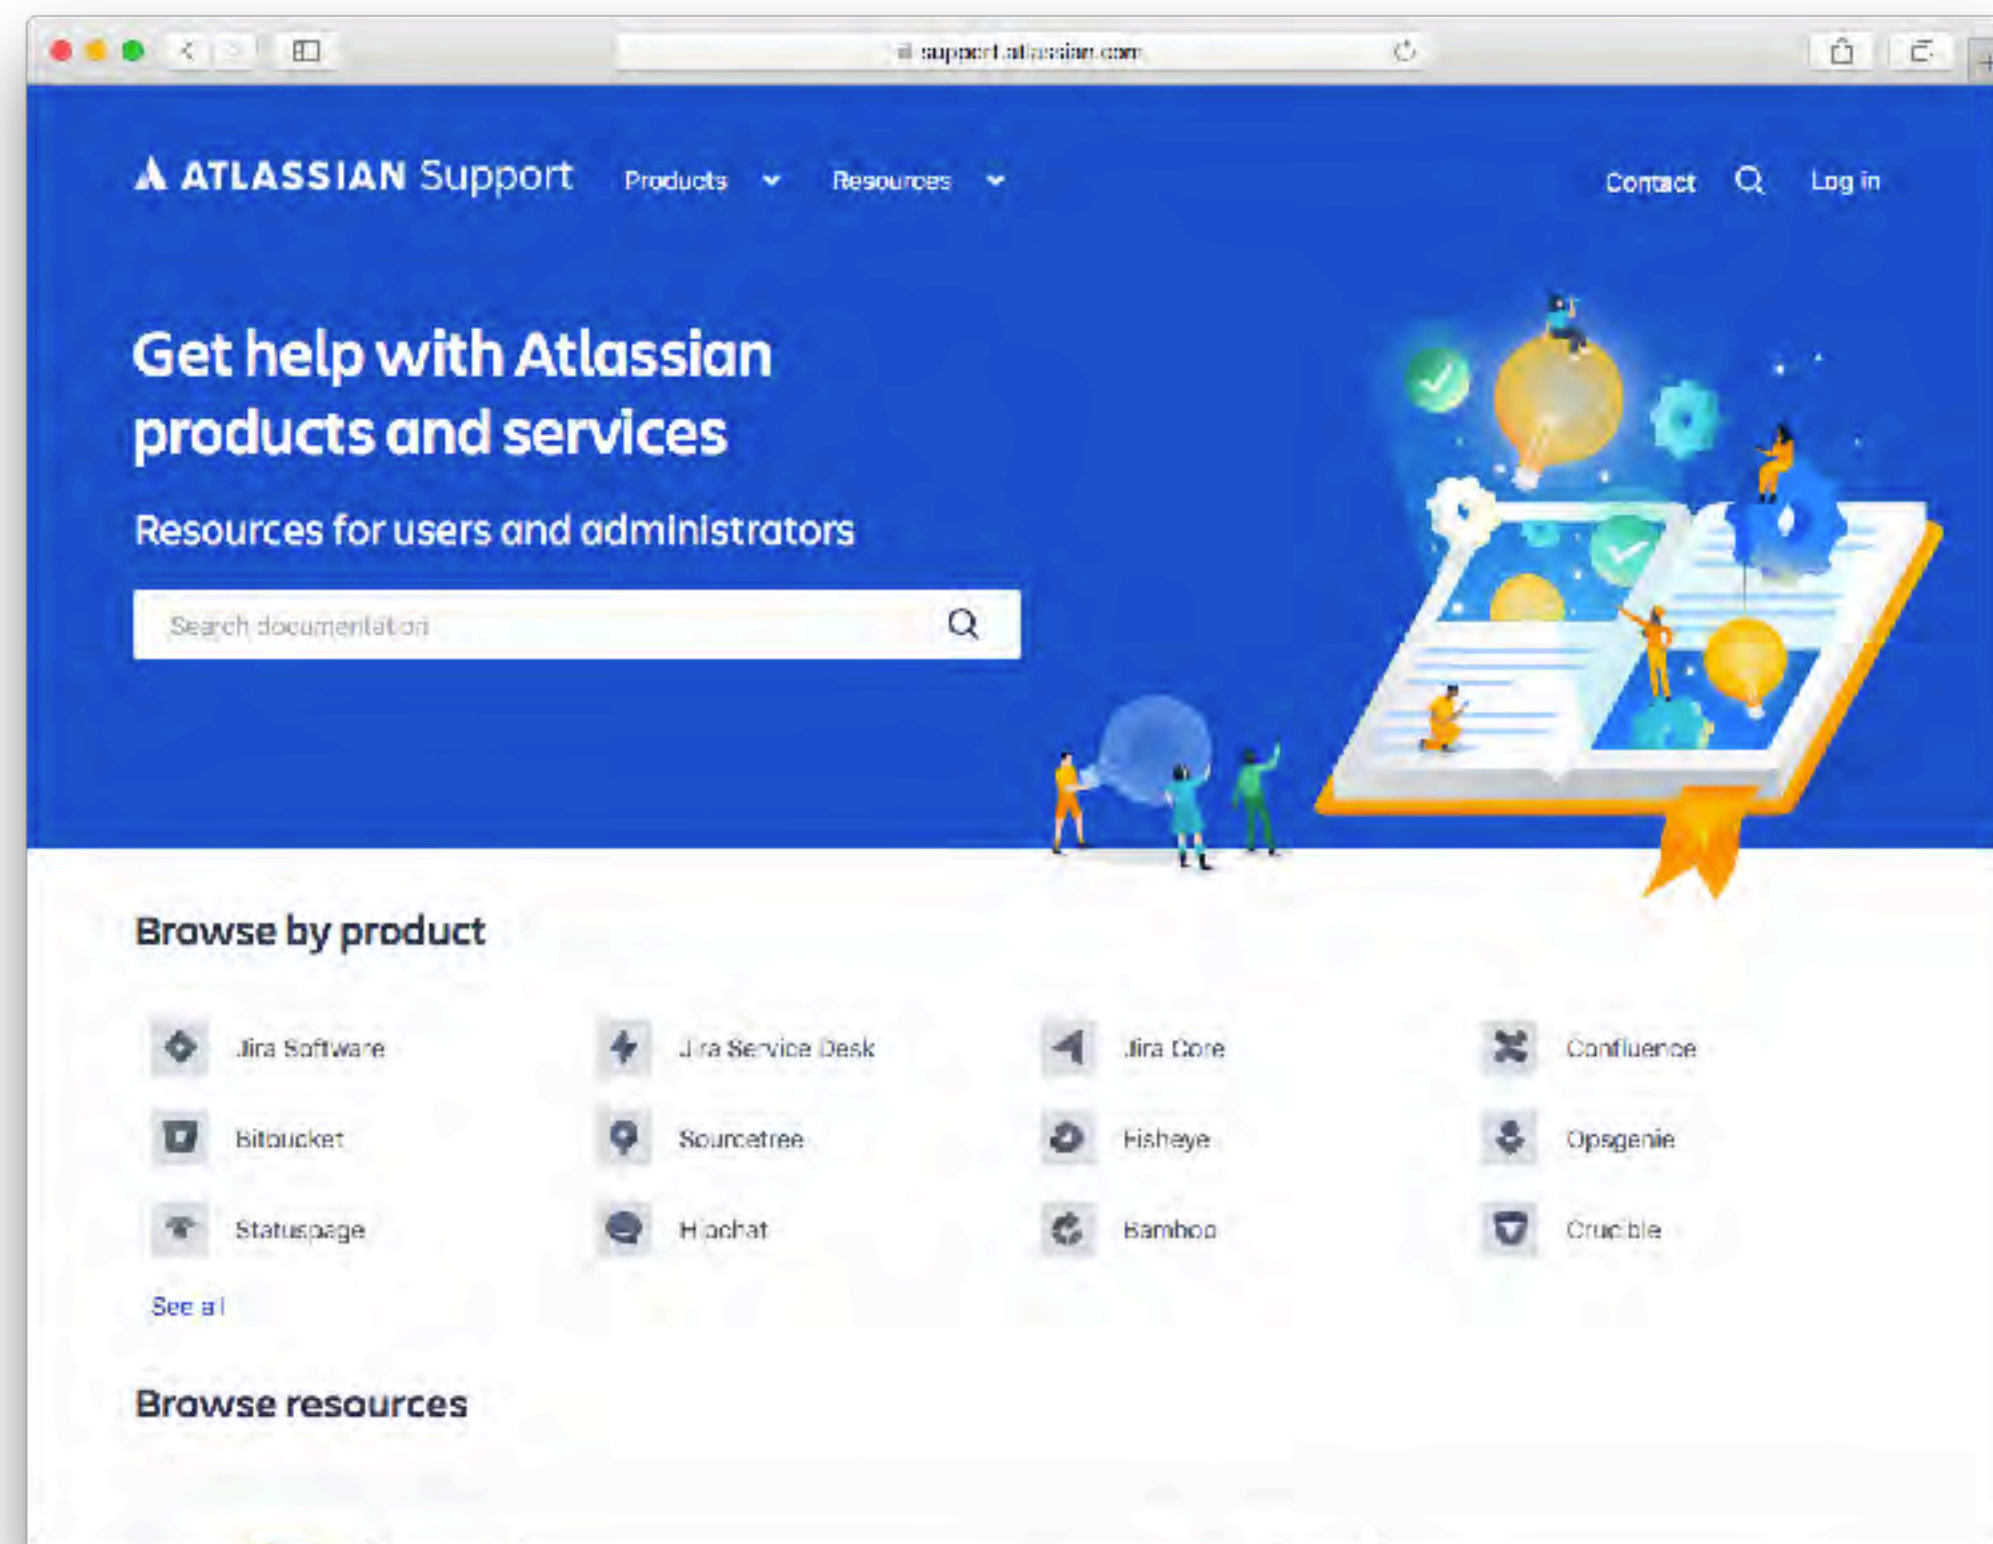 support.atlassian.com
ATLASSIAN Support Products Resources Contact Log in
Get help with Atlassian
products and services
Resources for users and administrators
Search documentation
Browse by product
Jira Software Jira Service Desk Jira Core Confluence
Bitbucket Sourcetree Fisheye Opsgenie
Statuspage Hipchat Bamboo Crucible
See all
Browse resources